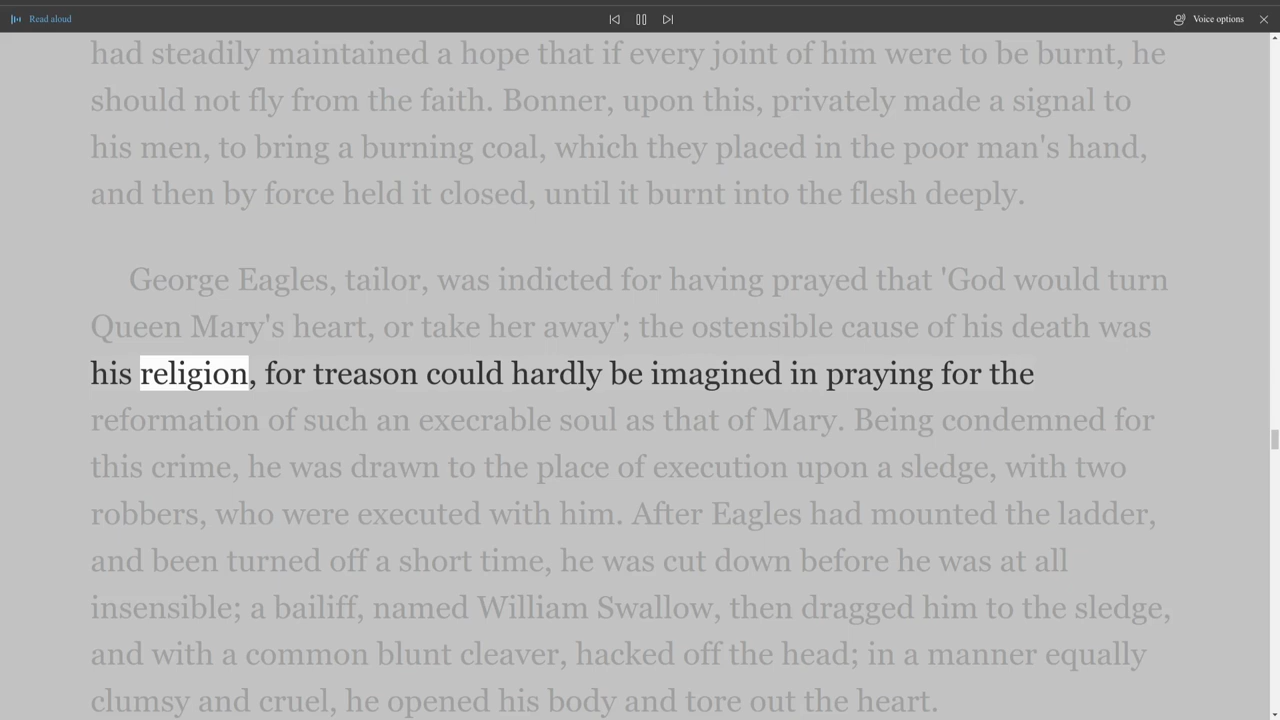 Read aloud
Voice options
had steadily maintained a hope that if every joint of him were to be burnt, he
should not fly from the faith. Bonner, upon this, privately made a signal to
his men, to bring a burning coal, which they placed in the poor man's hand,
and then by force held it closed, until it burnt into the flesh deeply.
George Eagles, tailor, was indicted for having prayed that 'God would turn
Queen Mary's heart, or take her away'; the ostensible cause of his death was
his religion, for treason could hardly be imagined in praying for the
reformation of such an execrable soul as that of Mary. Being condemned for
this crime, he was drawn to the place of execution upon a sledge, with two
robbers, who were executed with him. After Eagles had mounted the ladder,
and been turned off a short time, he was cut down before he was at all
insensible; a bailiff, named William Swallow, then dragged him to the sledge,
and with a common blunt cleaver, hacked off the head; in a manner equally
clumsy and cruel, he opened his body and tore out the heart.